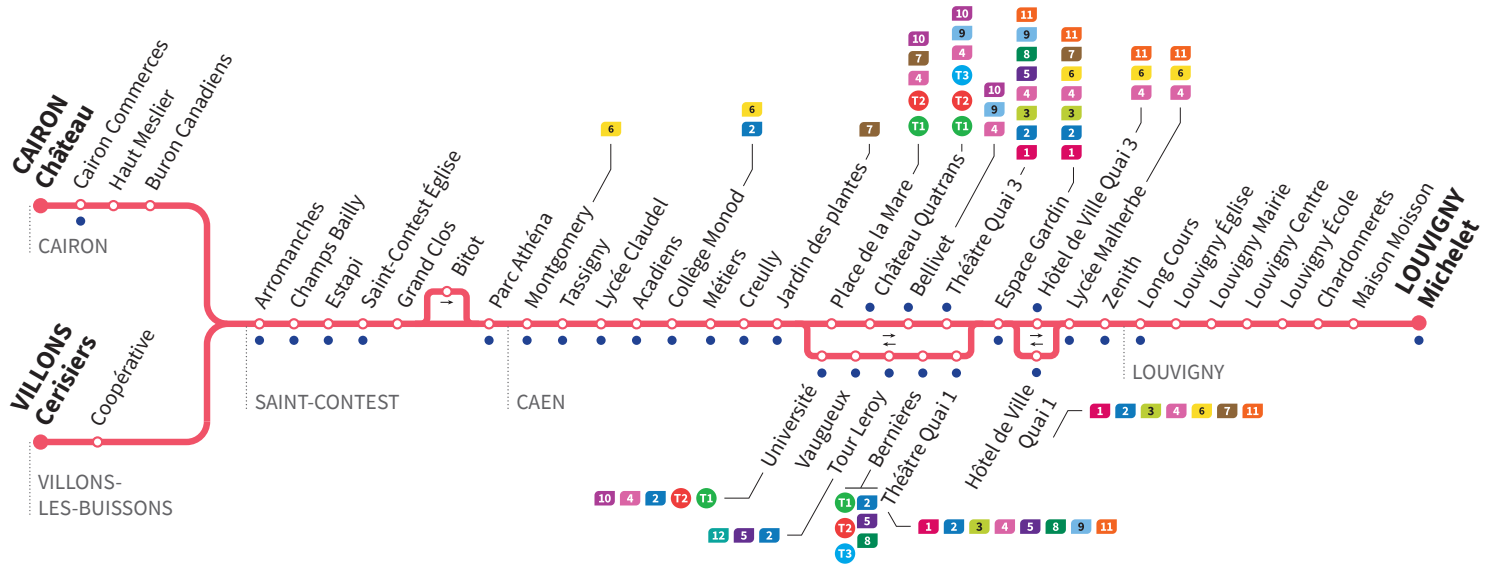 CAIRON
Château
Cairon Commerces
Haut Meslier
Buron Canadiens
CAIRON
VILLONS
Cerisiers
Coopérative
VILLONS-
LES-BUISSONS
Arromanches
Champs Bailly
Estapi
Saint-Contest Église
Grand Clos
Bitot
SAINT-CONTEST
Parc Athéna
Montgomery
6
Tassigny
Lycée Claudel
Acadiens
Collège Monod
Métiers
Creully
6
2
Jardin des plantes
7
CAEN
Place de la Mare
10
7
4
T2
T1
Château Quatrans
10
9
4
T3
T2
T1
Bellivet
10
9
4
Théâtre Quai 3
11
9
8
5
4
3
2
1
Université
10 4 2 T2 T1
Vaugueux
Tour Leroy
12 5 2
Bernières
T1 2
T2 5
T3 8
Théâtre Quai 1
1 2 3 4 5 8 9 11
Espace Gardin
11
7
6
4
3
2
1
Hôtel de Ville Quai 3
11
6
4
Hôtel de Ville
Quai 1
1 2 3 4 6 7 11
Lycée Malherbe
11
6
4
Zenith
Long Cours
Louvigny Église
Louvigny Mairie
Louvigny Centre
Louvigny École
Chardonnerets
Maison Moisson
LOUVIGNY
Michelet
LOUVIGNY